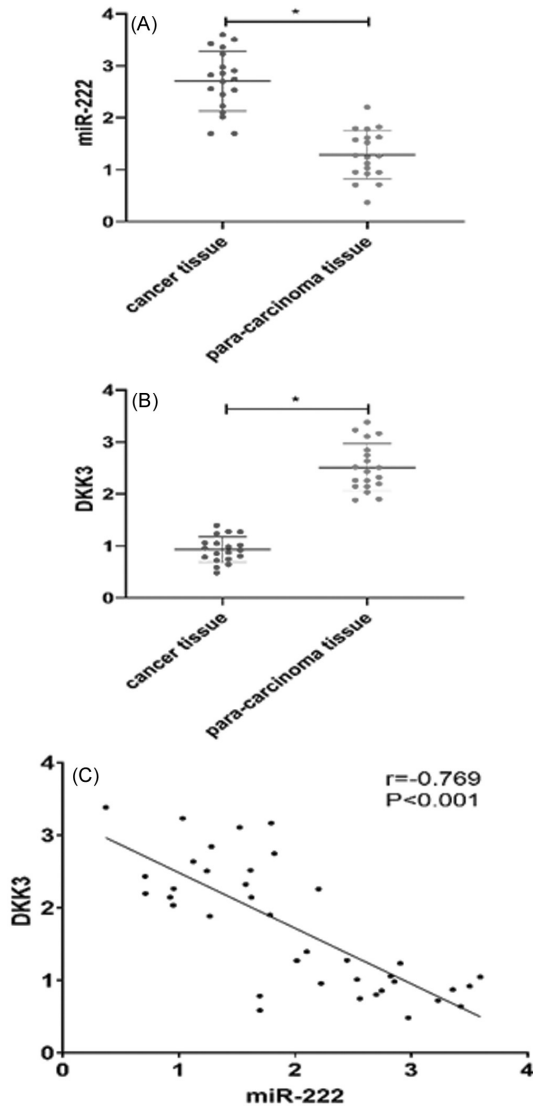 (A)
*
4
3
2
1
0
miR-222
cancer tissue
para-carcinoma tissue
(B)
*
4
3
2
1
0
DKK3
cancer tissue
para-carcinoma tissue
(C)
r=-0.769
P<0.001
4
3
2
1
0
DKK3
0 1 2 3 4
miR-222